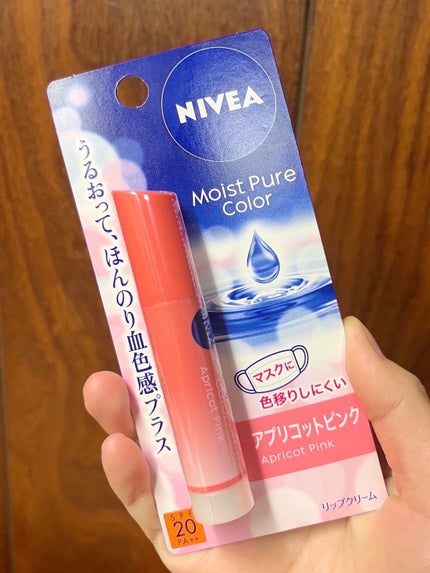 NIVEA
Moist Pure
Color
うるおって、ほんのり血色感プラス
マスクに
色移りしにくい
アプリコットピンク
Apricot Pink
リップクリーム
Apricot Pink
SPF
20
PA++